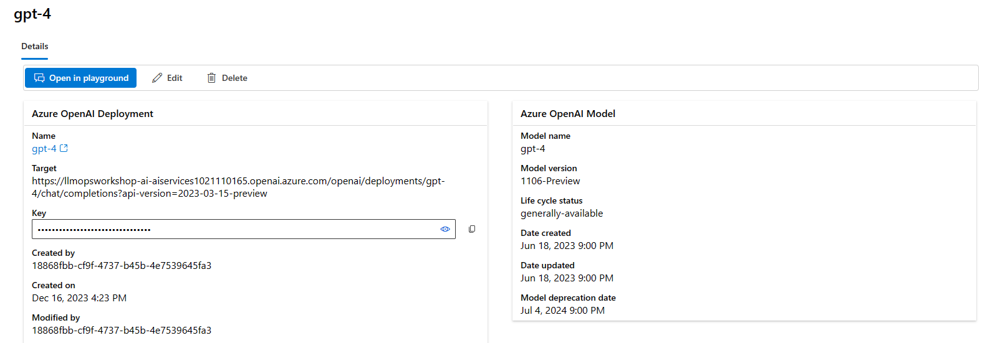 gpt-4
Details
Open in playground
Edit
Delete
Azure OpenAI Deployment
Name
gpt-4
Target
https://llmopsworkshop-ai-aiservices1021110165.openai.azure.com/openai/deployments/gpt-
4/chat/completions?api-version=2023-03-15-preview
Key
••••••••••••••••••••••••••••••••
Created by
18868fbb-cf9f-4737-b45b-4e7539645fa3
Created on
Dec 16, 2023 4:23 PM
Modified by
18868fbb-cf9f-4737-b45b-4e7539645fa3
Azure OpenAI Model
Model name
gpt-4
Model version
1106-Preview
Life cycle status
generally-available
Date created
Jun 18, 2023 9:00 PM
Date updated
Jun 18, 2023 9:00 PM
Model deprecation date
Jul 4, 2024 9:00 PM